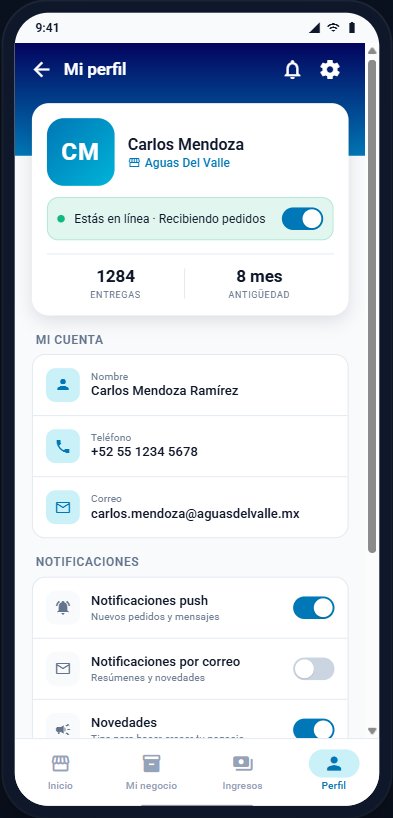 9:41
Mi perfil
CM
Carlos Mendoza
Aguas Del Valle
Estás en línea · Recibiendo pedidos
1284
ENTREGAS
8 mes
ANTIGÜEDAD
MI CUENTA
Nombre
Carlos Mendoza Ramírez
Teléfono
+52 55 1234 5678
Correo
carlos.mendoza@aguasdelvalle.mx
NOTIFICACIONES
Notificaciones push
Nuevos pedidos y mensajes
Notificaciones por correo
Resúmenes y novedades
Novedades
Inicio
Mi negocio
Ingresos
Perfil